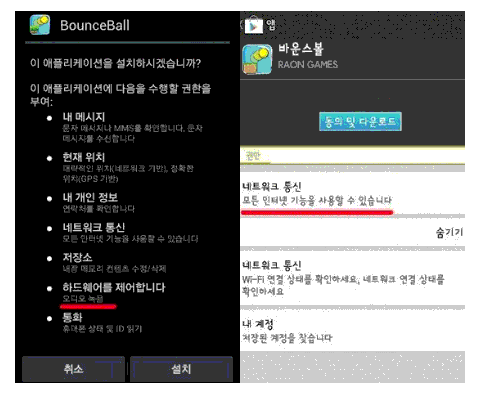 BounceBall
이 애플리케이션을 설치하시겠습니까?
이 애플리케이션에 다음을 수행할 권한을
부여:
내 메시지
문자 메시지나 MMS를 확인합니다, 문자
메시지를 수신합니다
현재 위치
대략적인 위치(네트워크 기반), 정확한
위치(GPS 기반)
내 개인 정보
연락처를 확인합니다
네트워크 통신
모든 인터넷 기능을 사용할 수 있습니다
저장소
내장 메모리 컨텐츠 수정/삭제
하드웨어를 제어합니다
오디오 녹음
통화
휴대폰 상태 및 ID 읽기
취소
설치
앱
바운스볼
RAON GAMES
동의 및 다운로드
권한
네트워크 통신
모든 인터넷 기능을 사용할 수 있습니다
숨기기
네트워크 통신
Wi-Fi 연결 상태를 확인하세요, 네트워크 연결 상태를
확인하세요
내 계정
저장된 계정을 찾습니다